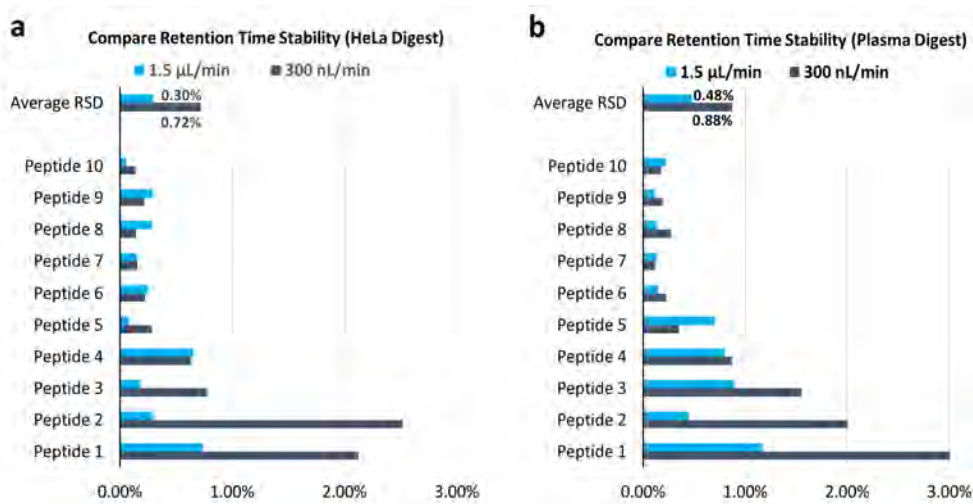 a
Compare Retention Time Stability (HeLa Digest)
1.5 µL/min 300 nL/min
Average RSD
0.30%
0.72%
Peptide 10
Peptide 9
Peptide 8
Peptide 7
Peptide 6
Peptide 5
Peptide 4
Peptide 3
Peptide 2
Peptide 1
0.00% 1.00% 2.00% 3.00%
b
Compare Retention Time Stability (Plasma Digest)
1.5 µL/min 300 nL/min
Average RSD
0.48%
0.88%
Peptide 10
Peptide 9
Peptide 8
Peptide 7
Peptide 6
Peptide 5
Peptide 4
Peptide 3
Peptide 2
Peptide 1
0.00% 1.00% 2.00% 3.00%